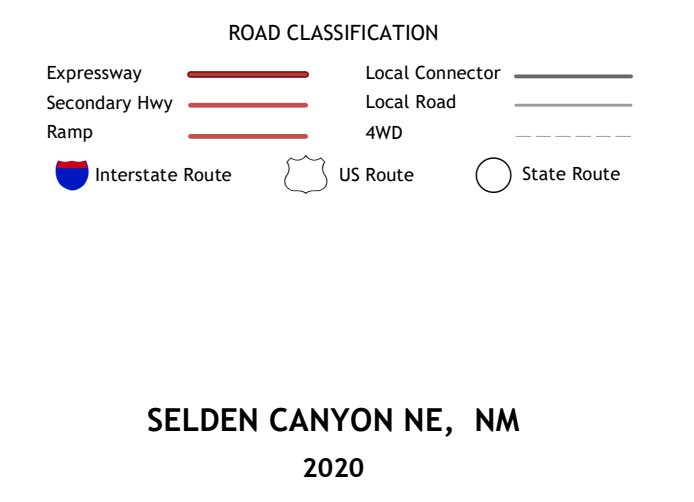 ROAD CLASSIFICATION
Expressway
Local Connector
Secondary Hwy
Local Road
Ramp
4WD
Interstate Route
US Route
State Route
SELDEN CANYON NE, NM
2020